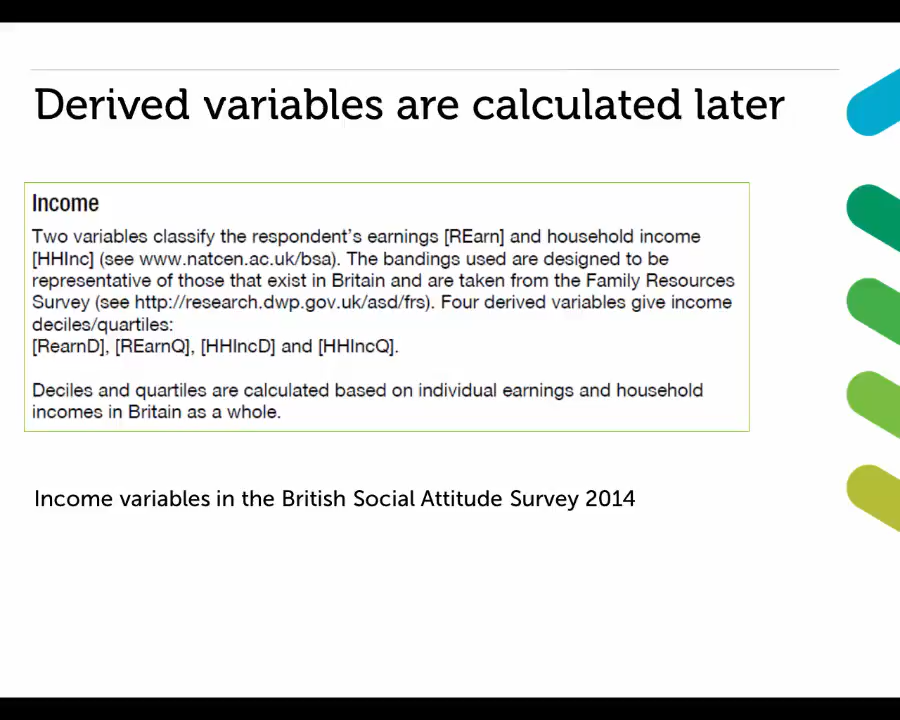 Derived variables are calculated later
Income
Two variables classify the respondent's earnings [REarn] and household income
[HHInc] (see www.natcen.ac.uk/bsa). The bandings used are designed to be
representative of those that exist in Britain and are taken from the Family Resources
Survey (see http://research.dwp.gov.uk/asd/frs). Four derived variables give income
deciles/quartiles:
[RearnD], [REarnQ], [HHIncD] and [HHIncQ].
Deciles and quartiles are calculated based on individual earnings and household
incomes in Britain as a whole.
Income variables in the British Social Attitude Survey 2014